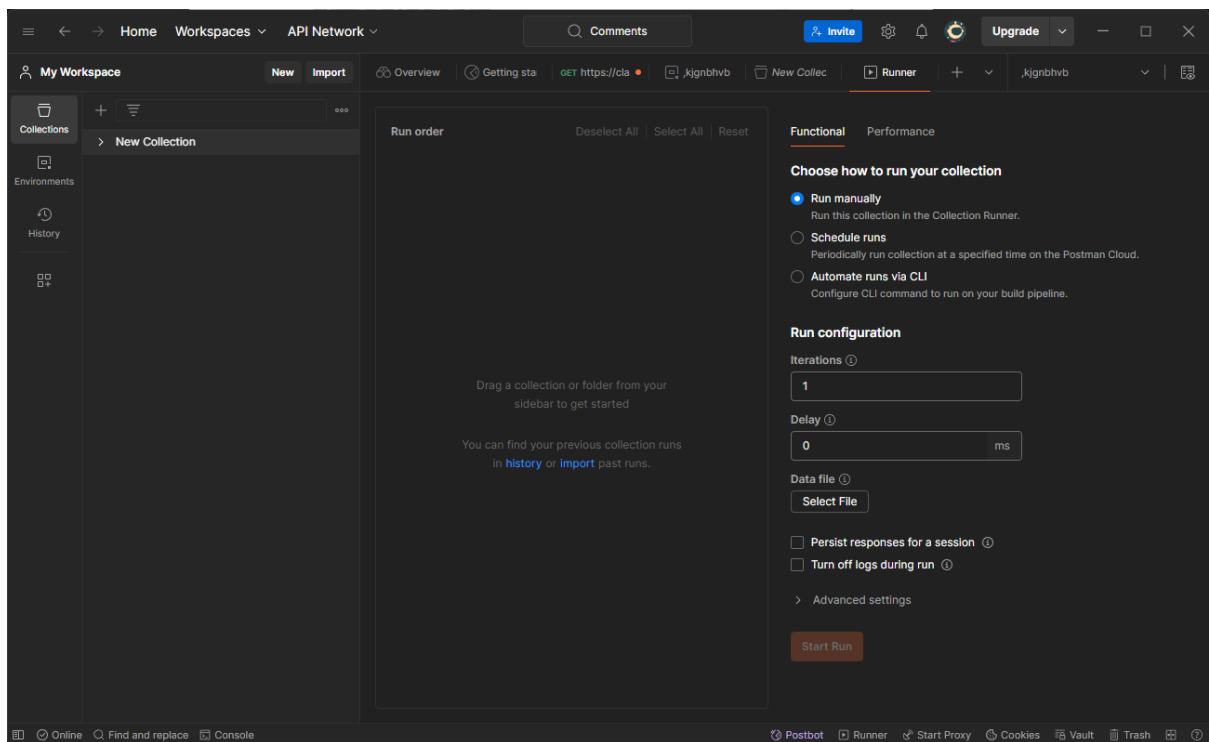 Home Workspaces API Network Comments Invite Upgrade
My Workspace New Import Overview Getting sta GET https://cla ,kjgnbhvb New Collec Runner ,kjgnbhvb
Collections
Environments
History
New Collection
Run order Deselect All Select All Reset
Drag a collection or folder from your
sidebar to get started
You can find your previous collection runs
in history or import past runs.
Functional Performance
Choose how to run your collection
Run manually
Run this collection in the Collection Runner.
Schedule runs
Periodically run collection at a specified time on the Postman Cloud.
Automate runs via CLI
Configure CLI command to run on your build pipeline.
Run configuration
Iterations
1
Delay
0 ms
Data file
Select File
Persist responses for a session
Turn off logs during run
Advanced settings
Start Run
Online Find and replace Console Postbot Runner Start Proxy Cookies Vault Trash